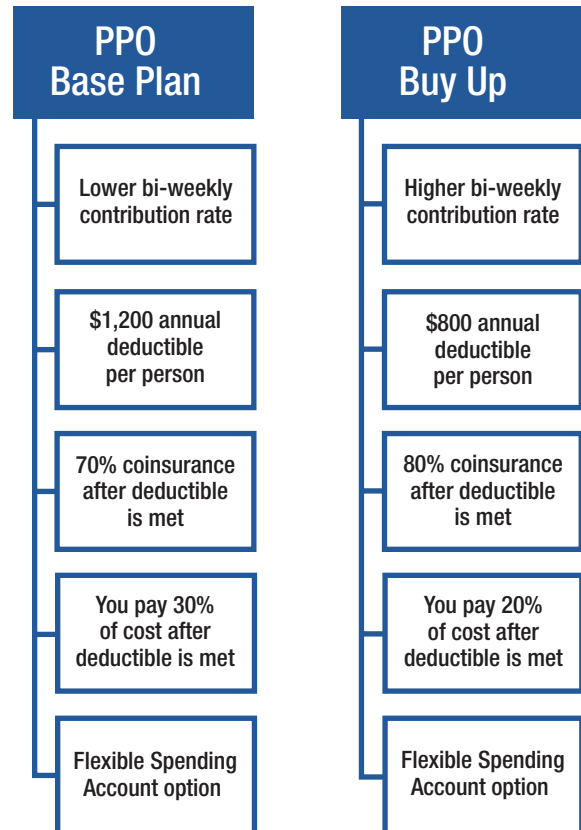 PPO
Base Plan
Lower bi-weekly
contribution rate
$1,200 annual
deductible
per person
70% coinsurance
after deductible
is met
You pay 30%
of cost after
deductible is met
Flexible Spending
Account option
PPO
Buy Up
Higher bi-weekly
contribution rate
$800 annual
deductible
per person
80% coinsurance
after deductible
is met
You pay 20%
of cost after
deductible is met
Flexible Spending
Account option